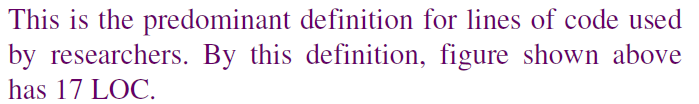 This is the predominant definition for lines of code used
by researchers. By this definition, figure shown above
has 17 LOC.